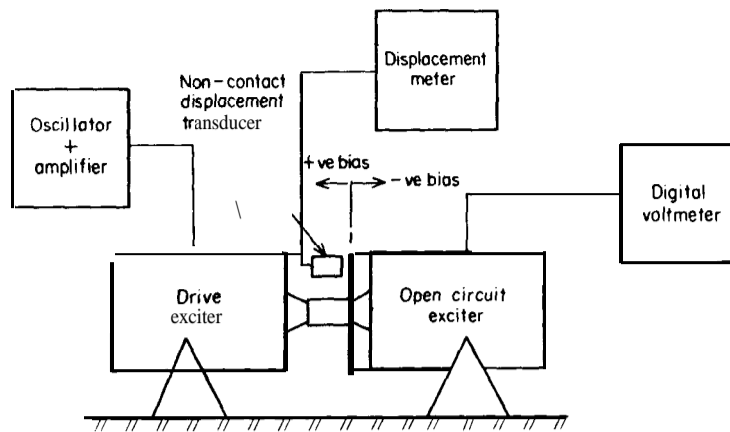 Displacement
meter
Non-contact
displacement
transducer
Oscillator
+
amplifier
+ve bias
-ve bias
Digital
voltmeter
Drive
exciter
Open circuit
exciter